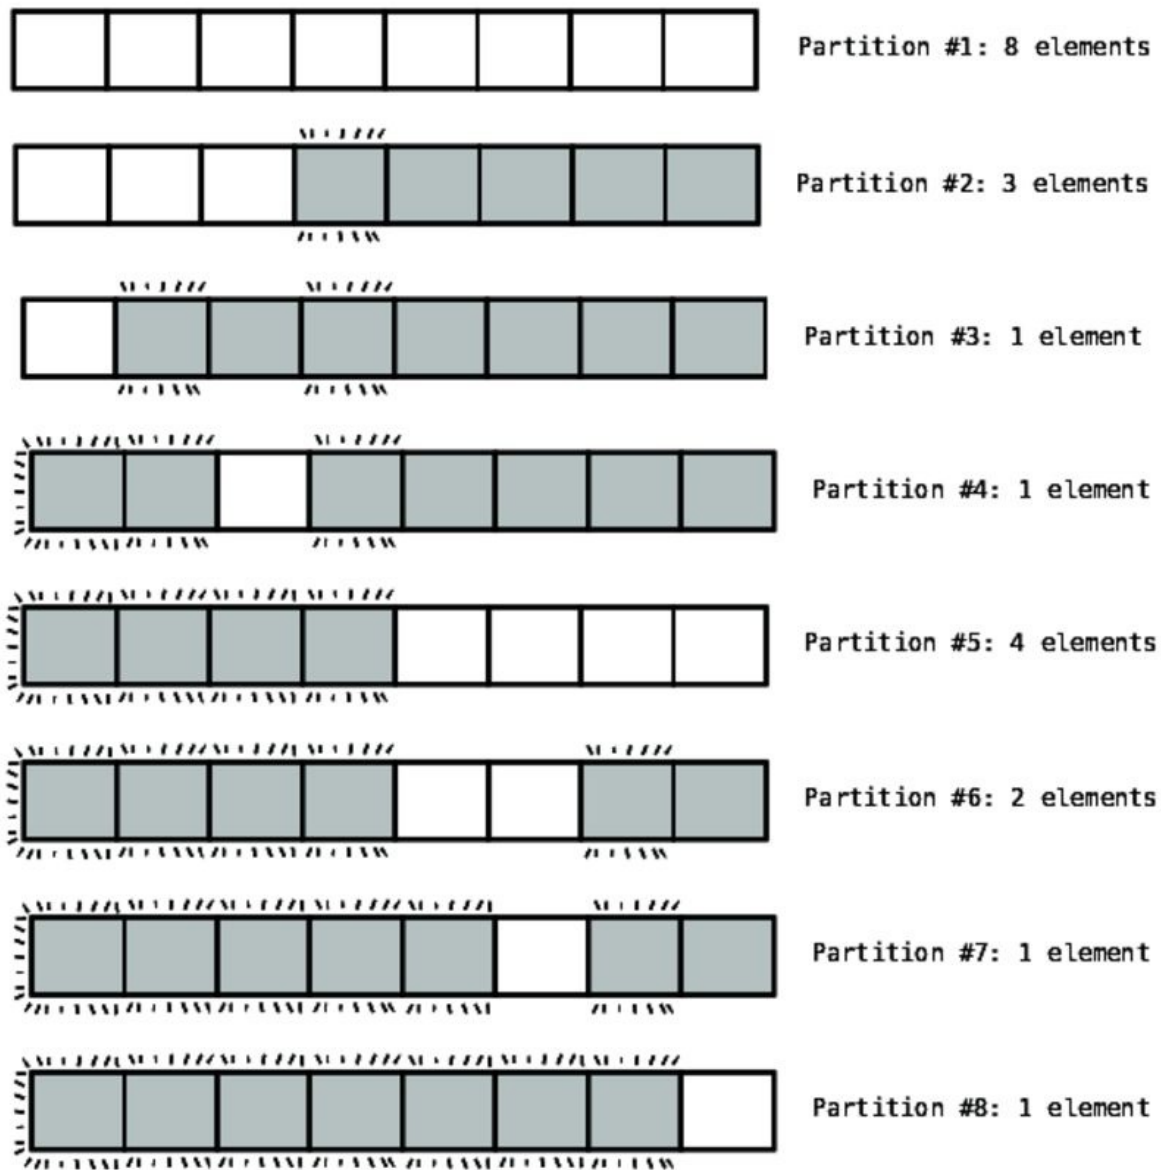 Partition #1: 8 elements
Partition #2: 3 elements
Partition #3: 1 element
Partition #4: 1 element
Partition #5: 4 elements
Partition #6: 2 elements
Partition #7: 1 element
Partition #8: 1 element